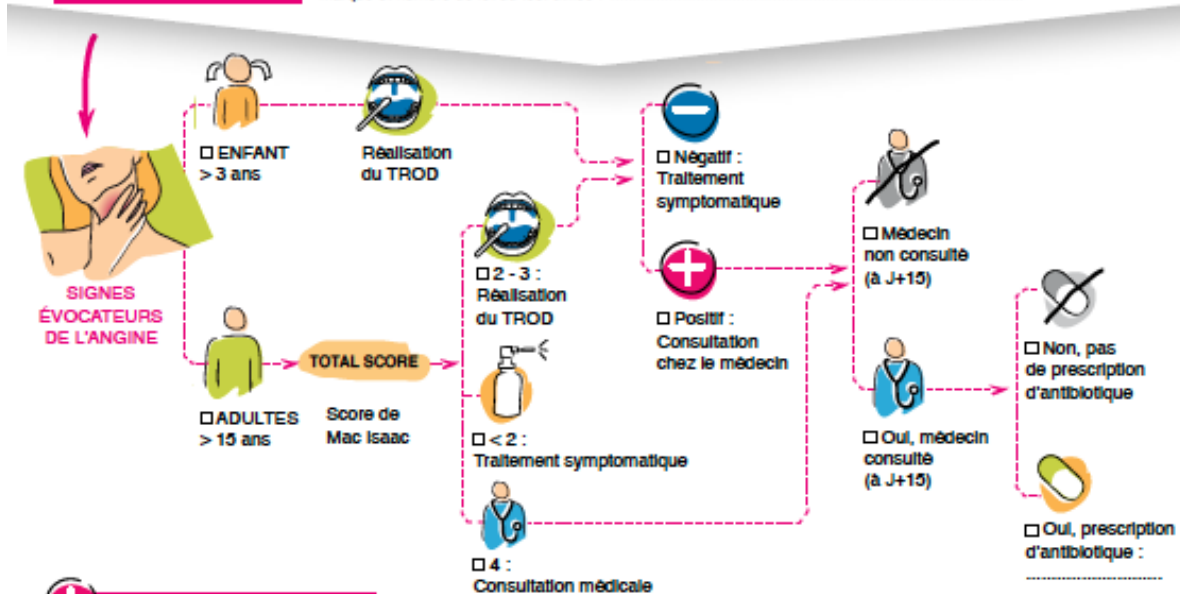 ☐ ENFANT
> 3 ans
Réalisation
du TROD
☐ Négatif :
Traitement
symptomatique
☐ Médecin
non consulté
(à J+15)
SIGNES
ÉVOCATEURS
DE L'ANGINE
☐ 2 - 3 :
Réalisation
du TROD
☐ Positif :
Consultation
chez le médecin
☐ Non, pas
de prescription
d'antibiotique
TOTAL SCORE
☐ ADULTES
> 15 ans
Score de
Mac Isaac
☐ < 2 :
Traitement symptomatique
☐ Oui, médecin
consulté
(à J+15)
☐ 4 :
Consultation médicale
☐ Oui, prescription
d'antibiotique :
................................